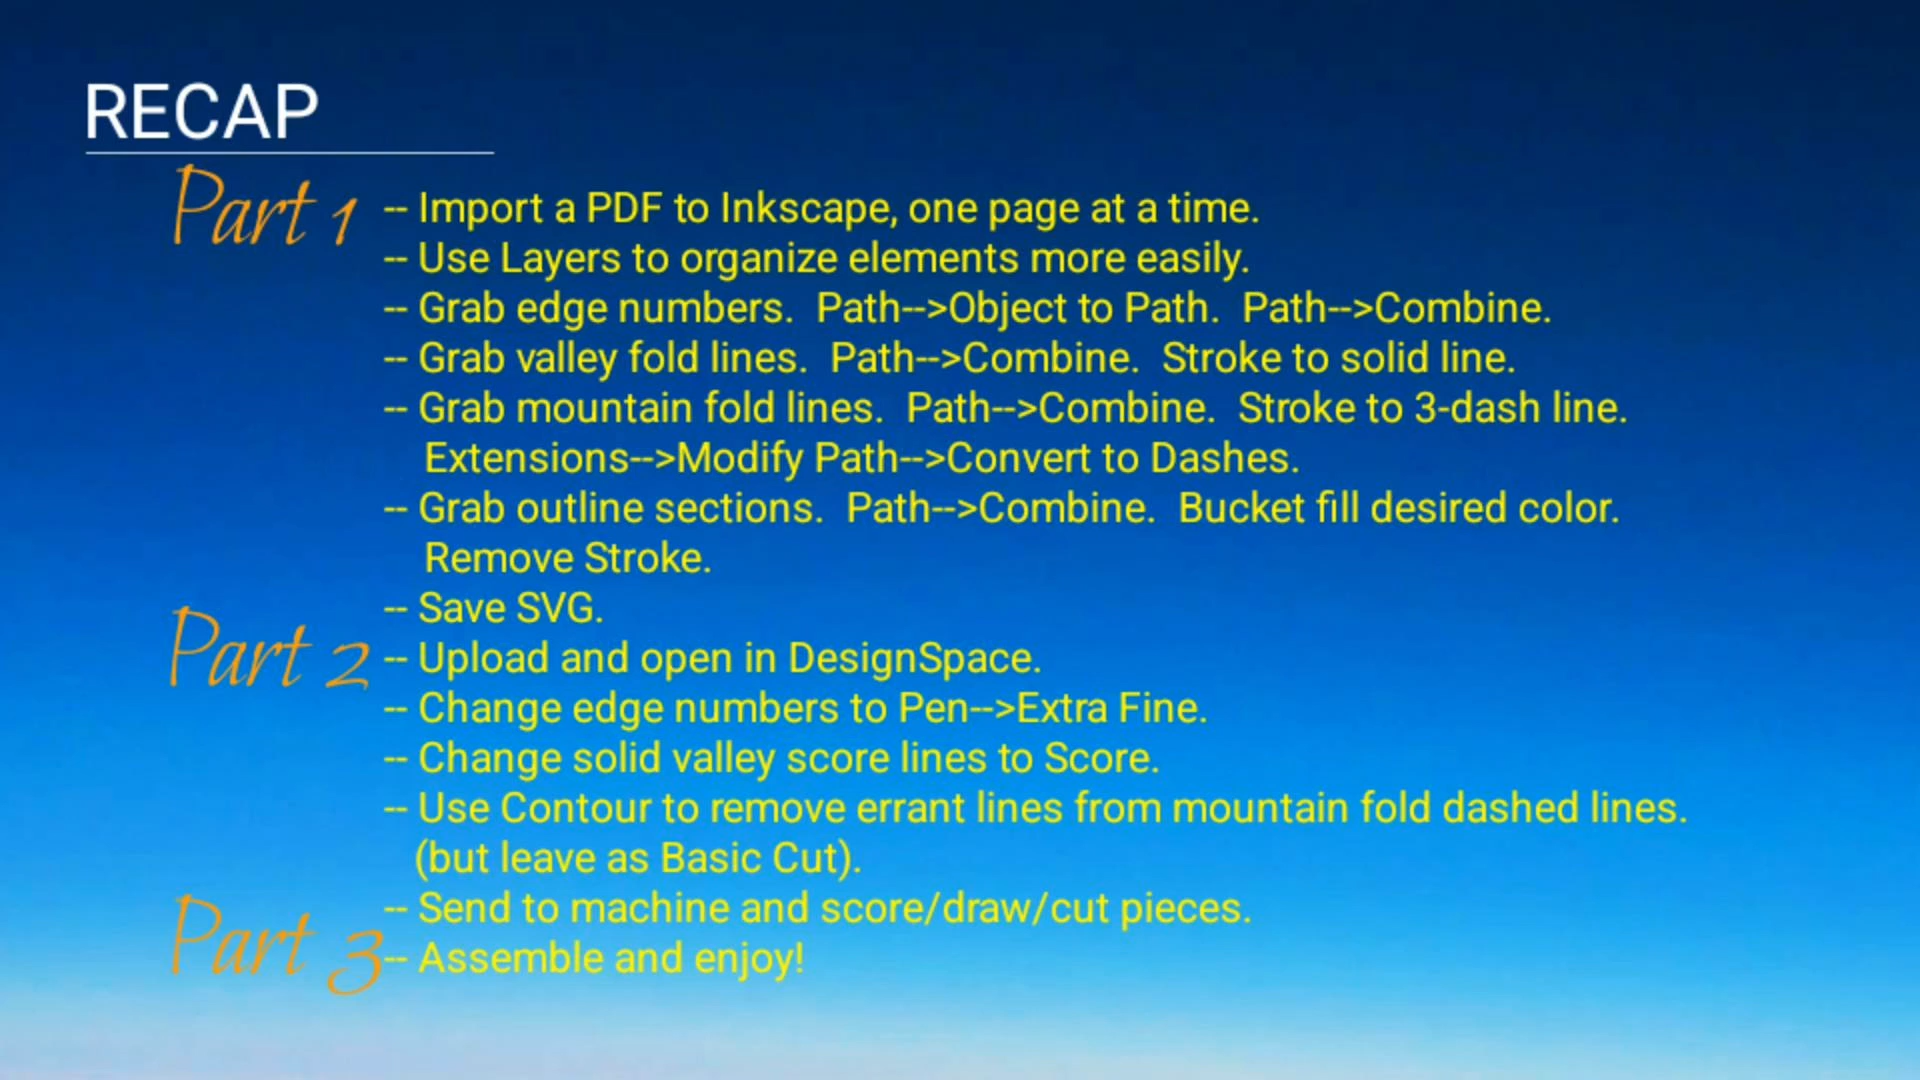 RECAP
Part 1 -- Import a PDF to Inkscape, one page at a time.
-- Use Layers to organize elements more easily.
-- Grab edge numbers.  Path-->Object to Path.  Path-->Combine.
-- Grab valley fold lines.  Path-->Combine.  Stroke to solid line.
-- Grab mountain fold lines.  Path-->Combine.  Stroke to 3-dash line.
Extensions-->Modify Path-->Convert to Dashes.
-- Grab outline sections.  Path-->Combine.  Bucket fill desired color.
Remove Stroke.
-- Save SVG.
Part 2 -- Upload and open in DesignSpace.
-- Change edge numbers to Pen-->Extra Fine.
-- Change solid valley score lines to Score.
-- Use Contour to remove errant lines from mountain fold dashed lines.
(but leave as Basic Cut).
-- Send to machine and score/draw/cut pieces.
Part 3 -- Assemble and enjoy!